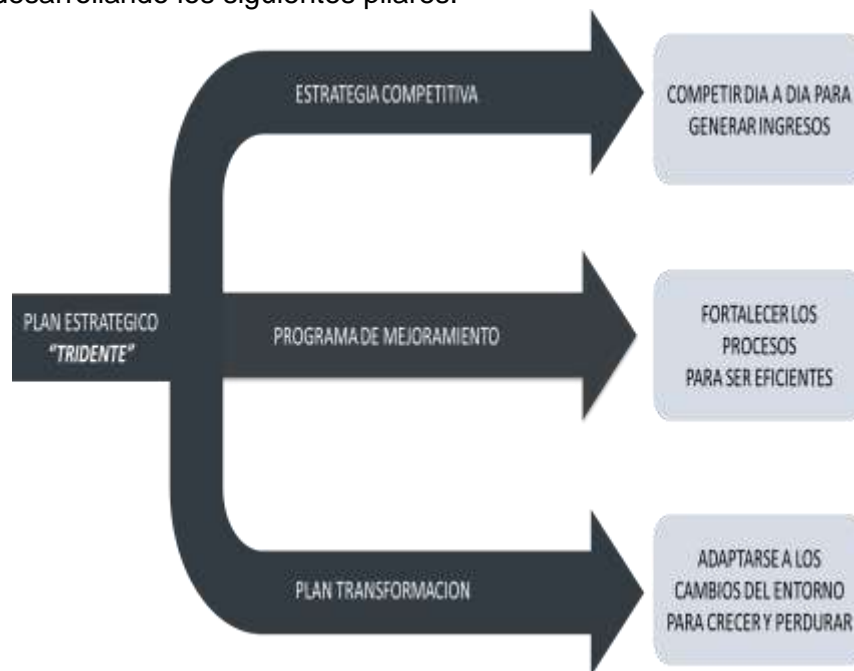 desarrollando los siguientes pilares:
ESTRATEGIA COMPETITIVA
COMPETIR DIA A DIA PARA
GENERAR INGRESOS
PLAN ESTRATEGICO
"TRIDENTE"
PROGRAMA DE MEJORAMIENTO
FORTALECER LOS
PROCESOS
PARA SER EFICIENTES
PLAN TRANSFORMACION
ADAPTARSE A LOS
CAMBIOS DEL ENTORNO
PARA CRECER Y PERDURAR